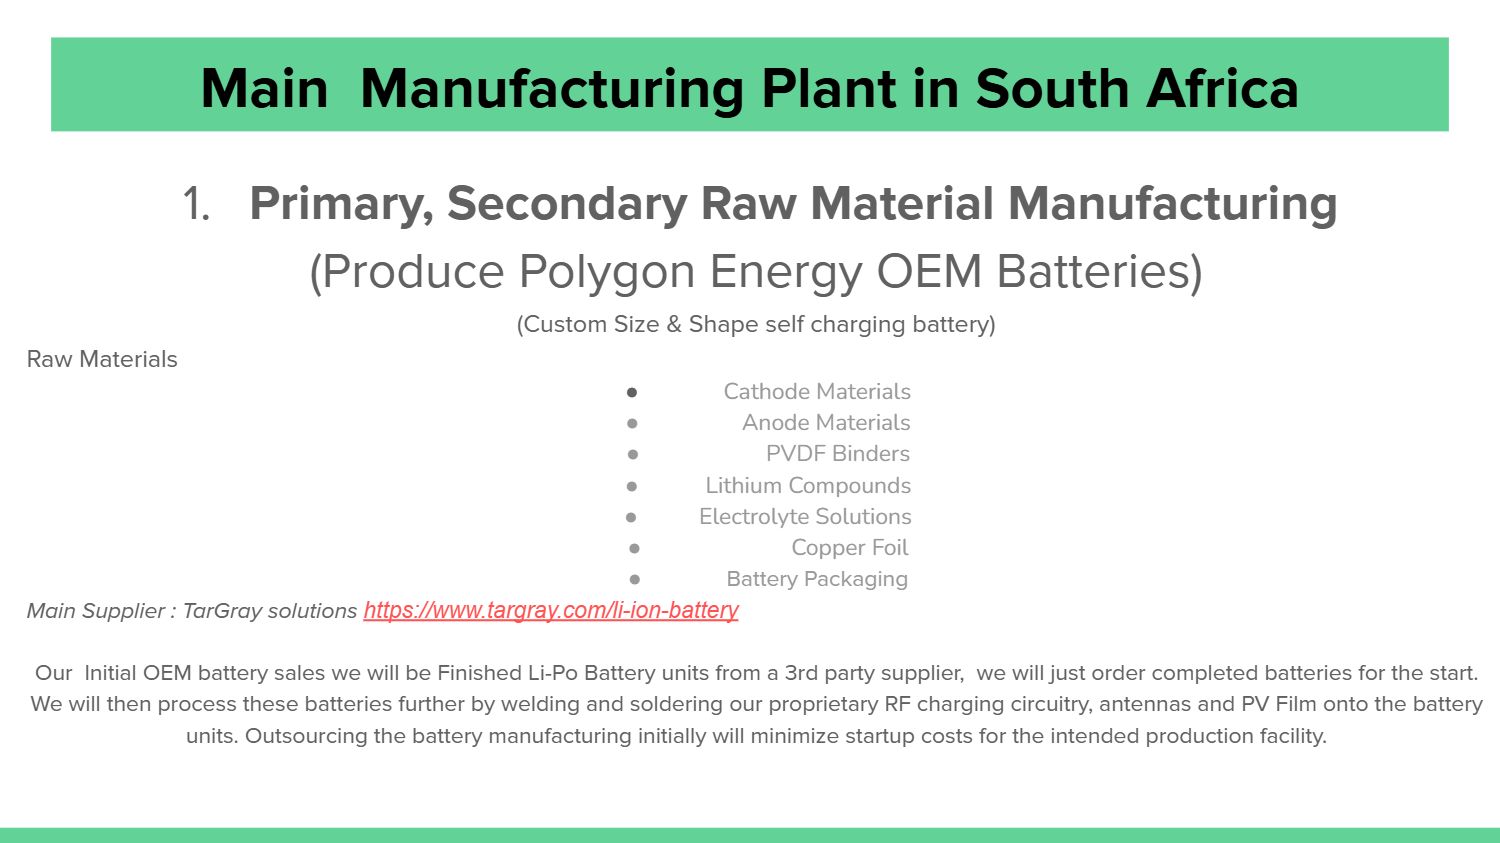 Main  Manufacturing Plant in South Africa
1. Primary, Secondary Raw Material Manufacturing
(Produce Polygon Energy OEM Batteries)
(Custom Size & Shape self charging battery)
Raw Materials
● Cathode Materials
● Anode Materials
● PVDF Binders
● Lithium Compounds
● Electrolyte Solutions
● Copper Foil
● Battery Packaging
Main Supplier : TarGray solutions https://www.targray.com/li-ion-battery
Our  Initial OEM battery sales we will be Finished Li-Po Battery units from a 3rd party supplier,  we will just order completed batteries for the start.
We will then process these batteries further by welding and soldering our proprietary RF charging circuitry, antennas and PV Film onto the battery
units. Outsourcing the battery manufacturing initially will minimize startup costs for the intended production facility.